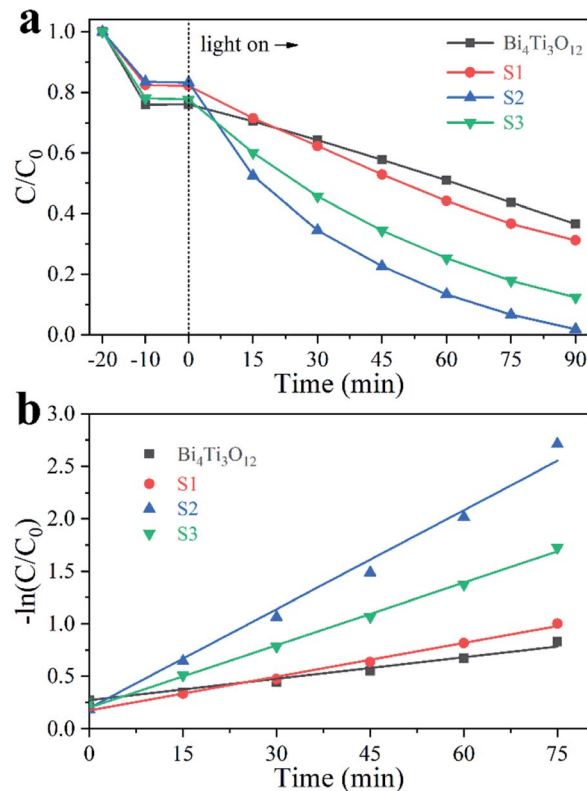 a
1.0
0.8
0.6
0.4
0.2
0.0
C/C₀
light on →
Bi₄Ti₃O₁₂
S1
S2
S3
-20 -10 0 15 30 45 60 75 90
Time (min)
b
3.0
2.5
2.0
1.5
1.0
0.5
0.0
-ln(C/C₀)
Bi₄Ti₃O₁₂
S1
S2
S3
0 15 30 45 60 75
Time (min)